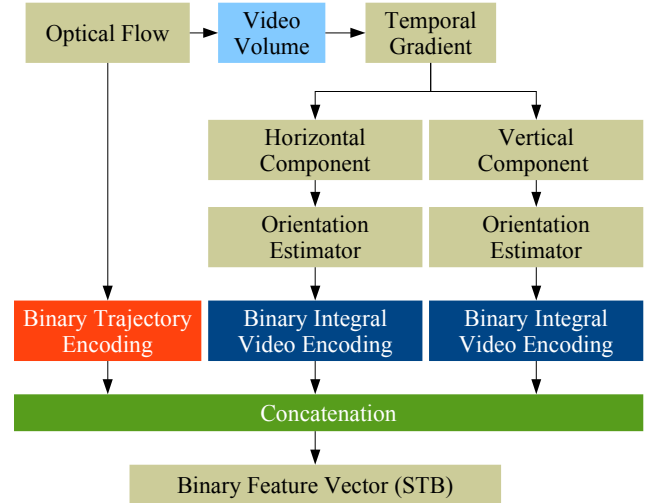 Optical Flow
Video
Volume
Temporal
Gradient
Horizontal
Component
Vertical
Component
Orientation
Estimator
Orientation
Estimator
Binary Trajectory
Encoding
Binary Integral
Video Encoding
Binary Integral
Video Encoding
Concatenation
Binary Feature Vector (STB)